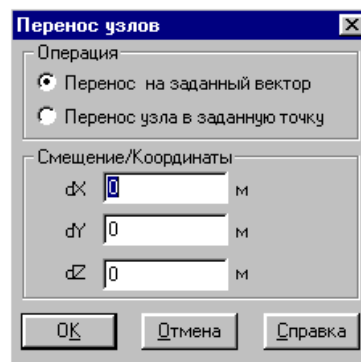 Перенос узлов
Операция
Перенос на заданный вектор
Перенос узла в заданную точку
Смещение/Координаты
dX 0 м
dY 0 м
dZ 0 м
OK Отмена Справка